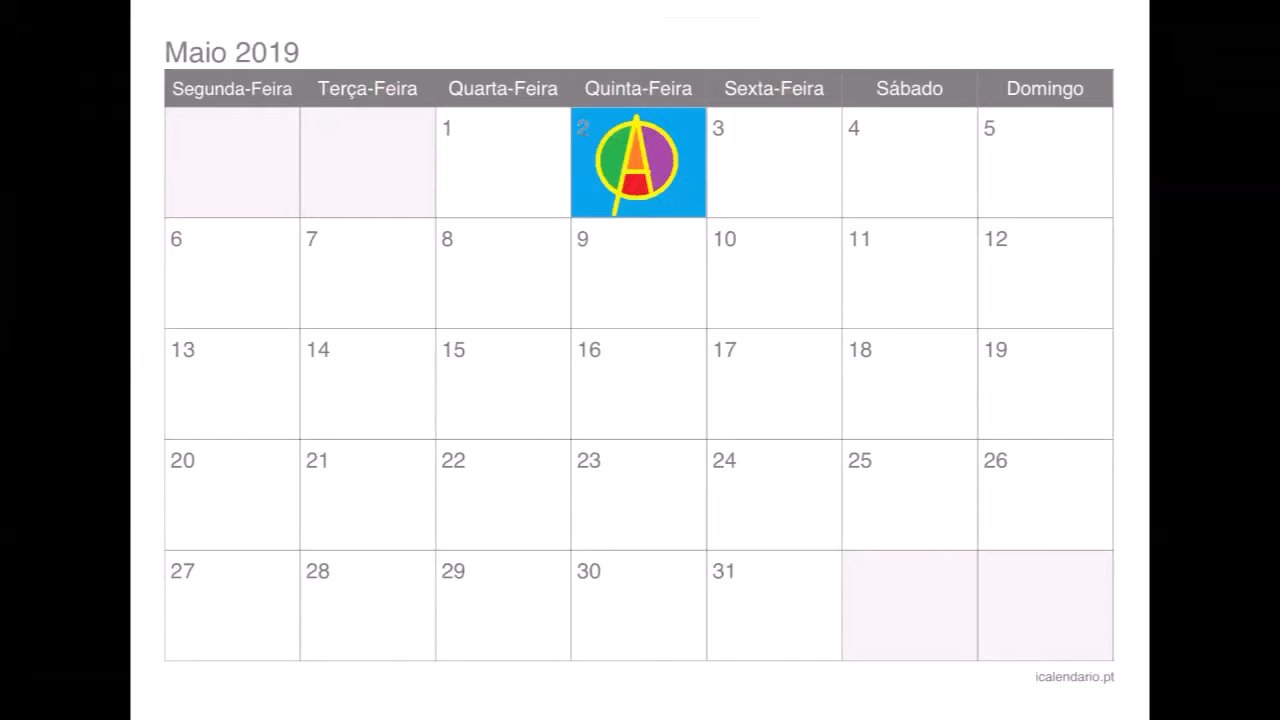 Maio 2019
Segunda-Feira Terça-Feira Quarta-Feira Quinta-Feira Sexta-Feira Sábado Domingo
1 2 3 4 5
A
6 7 8 9 10 11 12
13 14 15 16 17 18 19
20 21 22 23 24 25 26
27 28 29 30 31
icalendario.pt